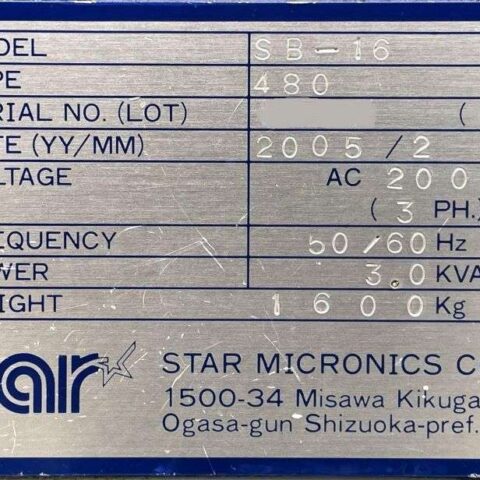 ODEL SB-16
PE 480
RIAL NO. (LOT) (
TE (YY/MM) 2005/2
LTAGE AC 200
(3 PH.)
EQUENCY 50/60 Hz
WER 3.0 KVA
IGHT 1600 Kg
ar STAR MICRONICS C
1500-34 Misawa Kikuga
Ogasa-gun Shizuoka-pref.